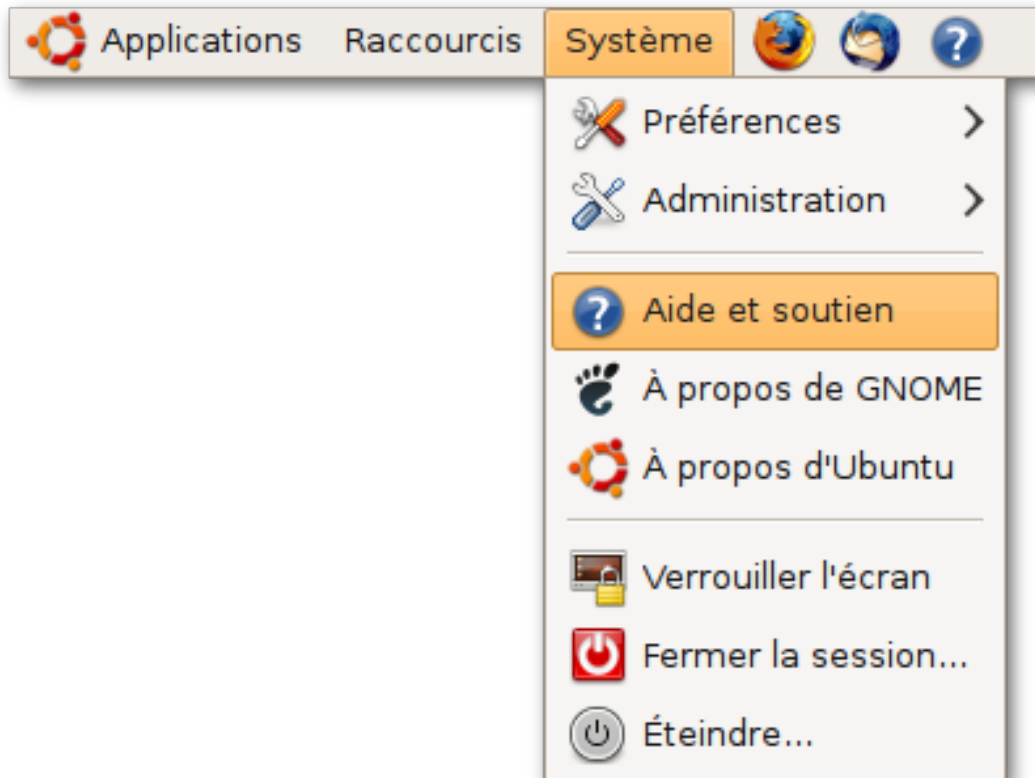 Applications Raccourcis Système
Préférences
Administration
Aide et soutien
À propos de GNOME
À propos d'Ubuntu
Verrouiller l'écran
Fermer la session...
Éteindre...